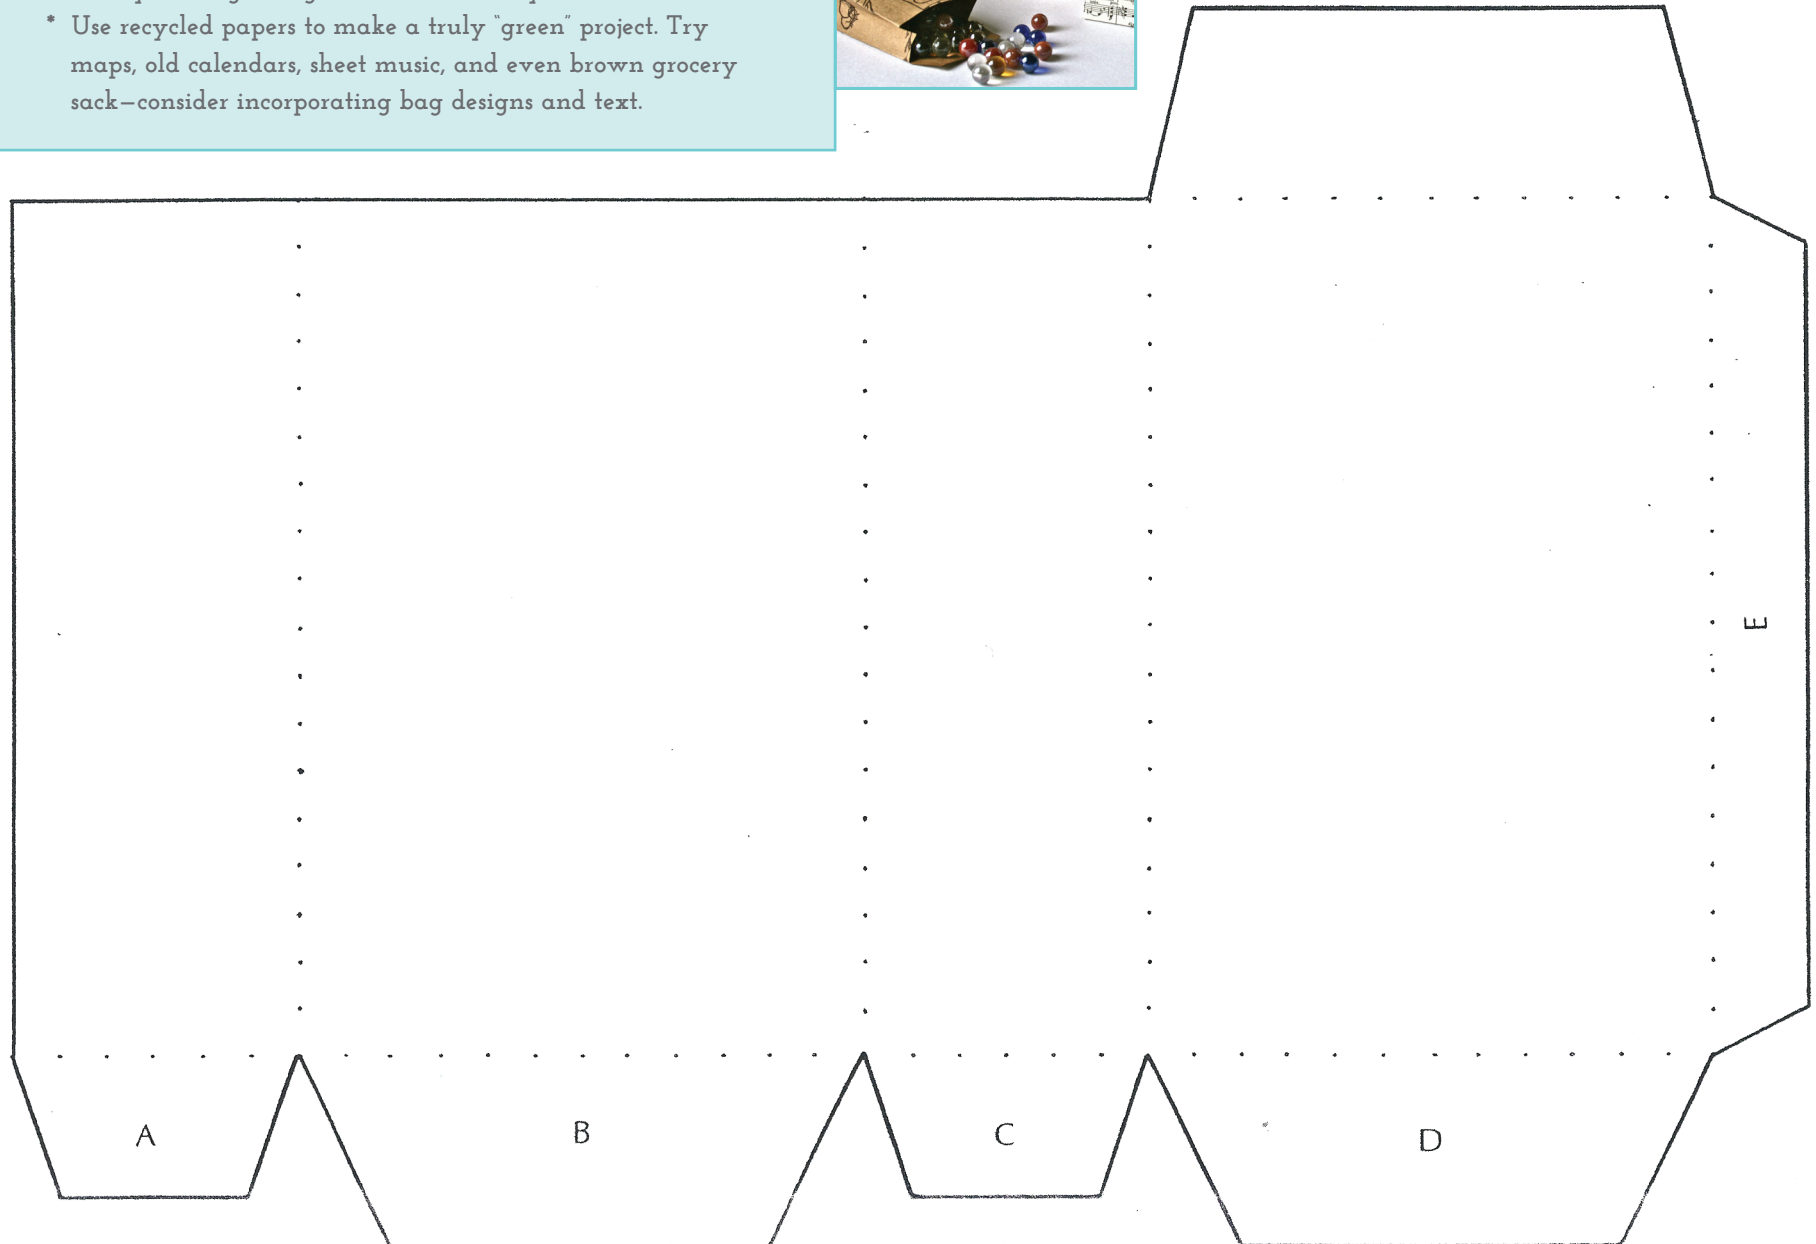 * Use recycled papers to make a truly “green” project. Try
maps, old calendars, sheet music, and even brown grocery
sack—consider incorporating bag designs and text.
E
A
B
C
D